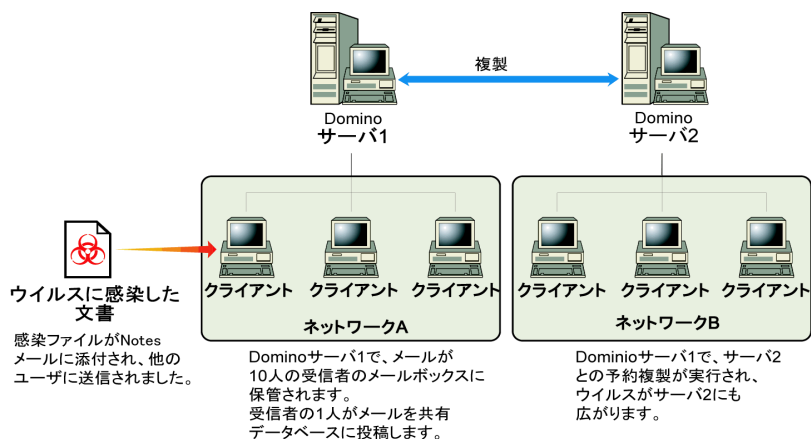 複製
Domino
サーバ1
Domino
サーバ2
ウイルスに感染した
文書
感染ファイルがNotes
メールに添付され、他の
ユーザに送信されました。
クライアント
クライアント
クライアント
ネットワークA
Dominoサーバ1で、メールが
10人の受信者のメールボックスに
保管されます。
受信者の1人がメールを共有
データベースに投稿します。
クライアント
クライアント
クライアント
ネットワークB
Dominioサーバ1で、サーバ2
との予約複製が実行され、
ウイルスがサーバ2にも
広がります。